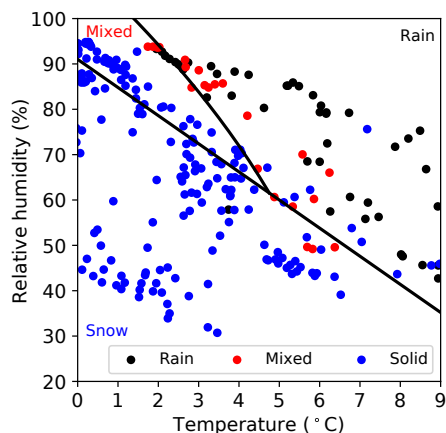 100
90
80
70
60
50
40
30
20
Relative humidity (%)
Mixed
Rain
Snow
Rain Mixed Solid
0 1 2 3 4 5 6 7 8 9
Temperature (°C)